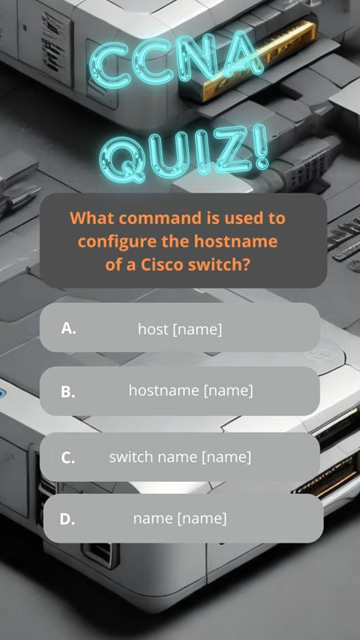 CCNA
QUIZ!
What command is used to
configure the hostname
of a Cisco switch?
A. host [name]
B. hostname [name]
C. switch name [name]
D. name [name]